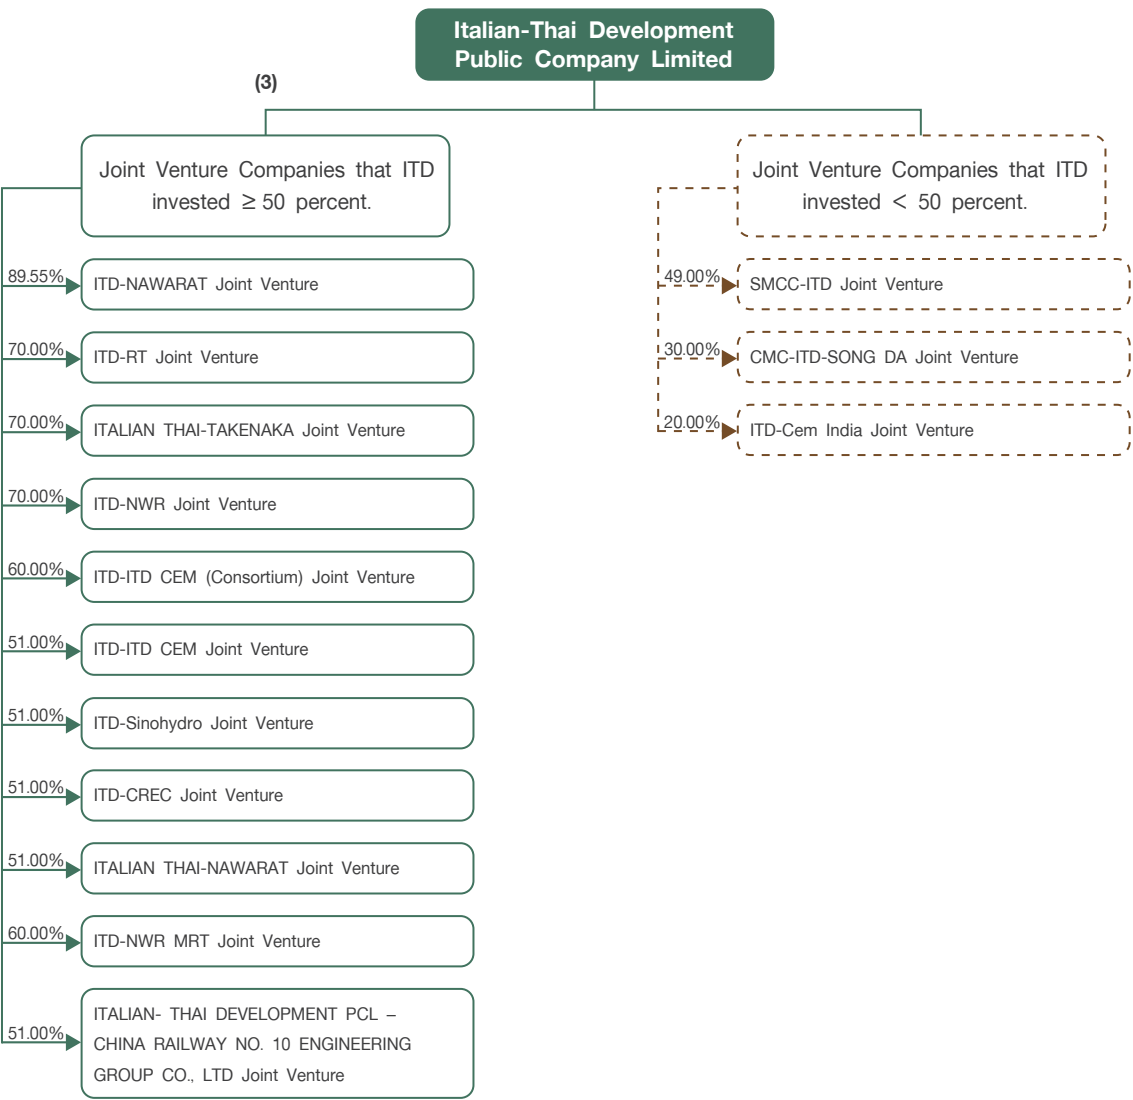 Italian-Thai Development
Public Company Limited
(3)
Joint Venture Companies that ITD
invested ≥ 50 percent.
89.55%
ITD-NAWARAT Joint Venture
70.00%
ITD-RT Joint Venture
70.00%
ITALIAN THAI-TAKENAKA Joint Venture
70.00%
ITD-NWR Joint Venture
60.00%
ITD-ITD CEM (Consortium) Joint Venture
51.00%
ITD-ITD CEM Joint Venture
51.00%
ITD-Sinohydro Joint Venture
51.00%
ITD-CREC Joint Venture
51.00%
ITALIAN THAI-NAWARAT Joint Venture
60.00%
ITD-NWR MRT Joint Venture
51.00%
ITALIAN- THAI DEVELOPMENT PCL –
CHINA RAILWAY NO. 10 ENGINEERING
GROUP CO., LTD Joint Venture
Joint Venture Companies that ITD
invested < 50 percent.
49.00%
SMCC-ITD Joint Venture
30.00%
CMC-ITD-SONG DA Joint Venture
20.00%
ITD-Cem India Joint Venture